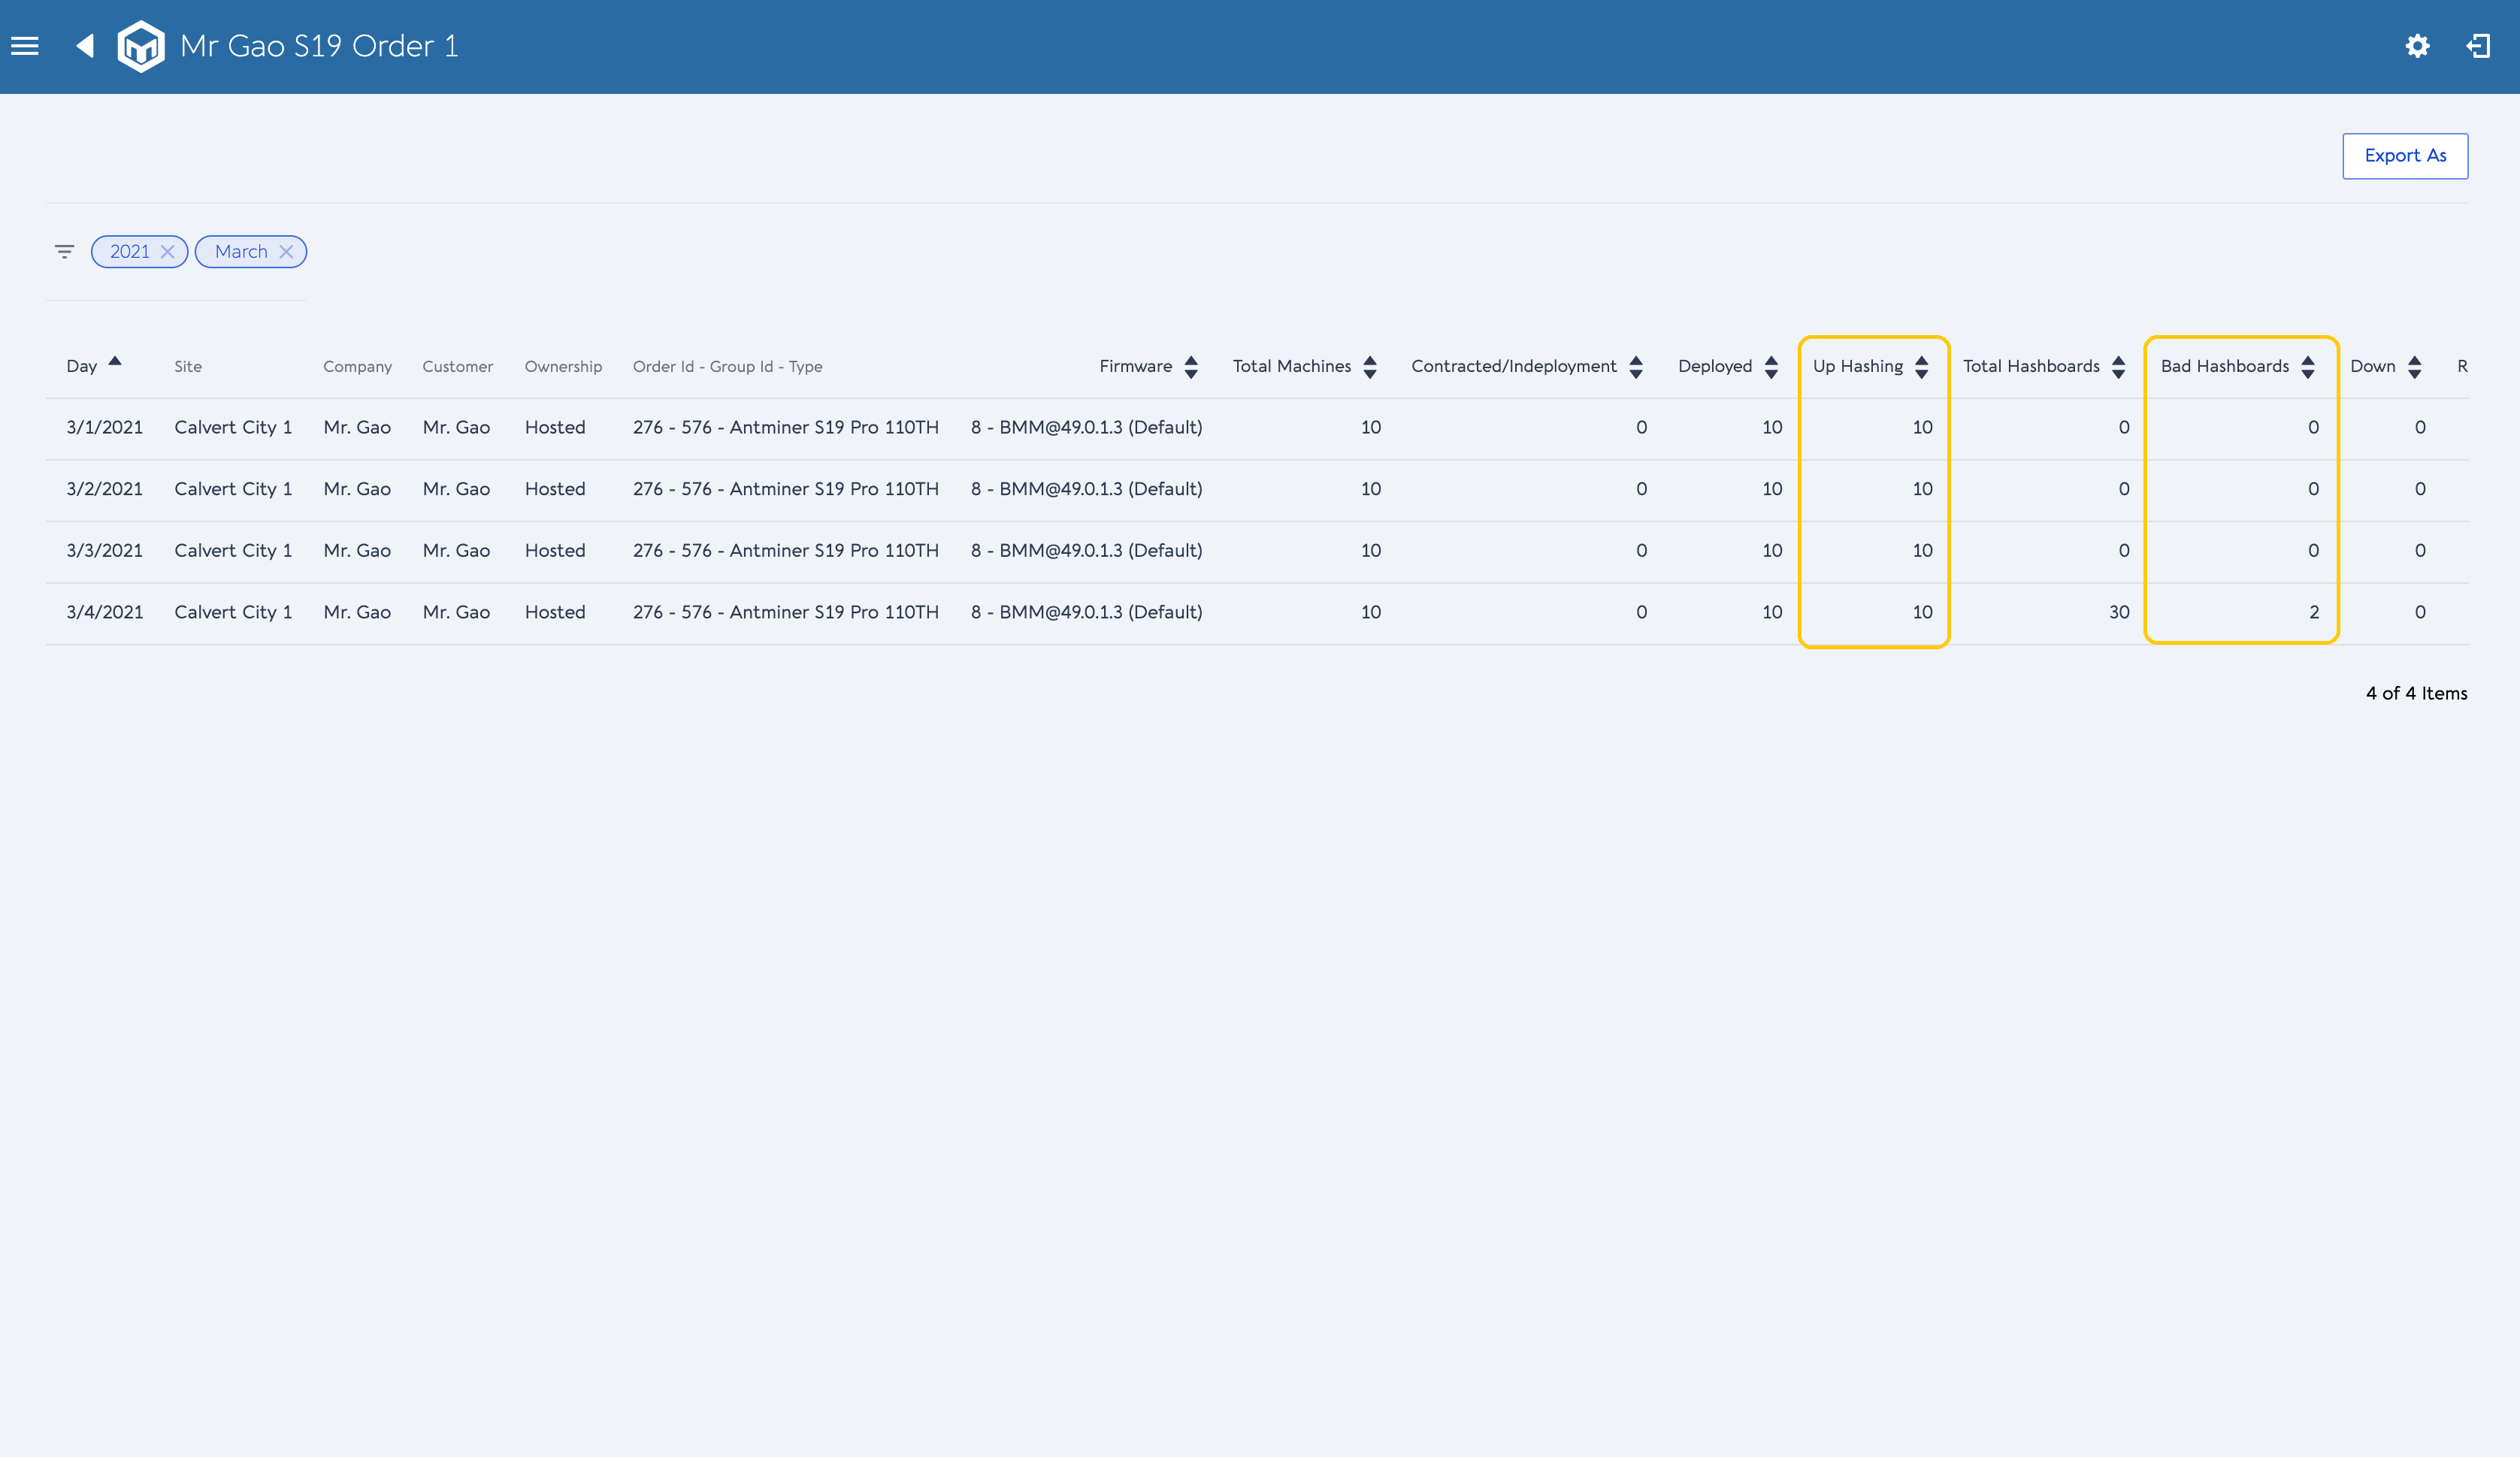 Mr Gao S19 Order 1
Export As
2021 March
Day Site Company Customer Ownership Order Id - Group Id - Type Firmware Total Machines Contracted/Indeployment Deployed Up Hashing Total Hashboards Bad Hashboards Down R
3/1/2021 Calvert City 1 Mr. Gao Mr. Gao Hosted 276 - 576 - Antminer S19 Pro 110TH 8 - BMM@49.0.1.3 (Default) 10 0 10 10 0 0 0
3/2/2021 Calvert City 1 Mr. Gao Mr. Gao Hosted 276 - 576 - Antminer S19 Pro 110TH 8 - BMM@49.0.1.3 (Default) 10 0 10 10 0 0 0
3/3/2021 Calvert City 1 Mr. Gao Mr. Gao Hosted 276 - 576 - Antminer S19 Pro 110TH 8 - BMM@49.0.1.3 (Default) 10 0 10 10 0 0 0
3/4/2021 Calvert City 1 Mr. Gao Mr. Gao Hosted 276 - 576 - Antminer S19 Pro 110TH 8 - BMM@49.0.1.3 (Default) 10 0 10 10 30 2 0
4 of 4 Items